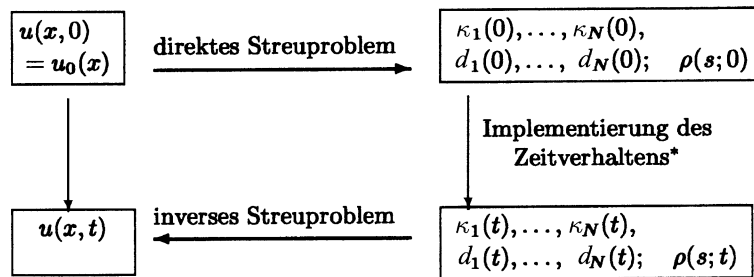 u(x,0)
= u₀(x)
direktes Streuproblem
κ₁(0),..., κ_N(0),
d₁(0),..., d_N(0); ρ(s;0)
Implementierung des
Zeitverhaltens*
u(x,t)
inverses Streuproblem
κ₁(t),..., κ_N(t),
d₁(t),..., d_N(t); ρ(s;t)